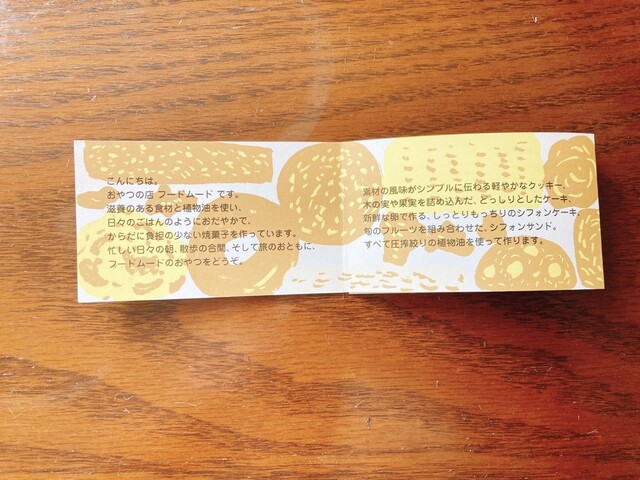 こんにちは。
おやつの店 フードムード です。
滋養のある食材と植物油を使い、
日々のごはんのようにおだやかで、
からだに負担の少ない焼菓子を作っています。
忙しい日々の朝、散歩の合間、そして旅のおともに、
フードムードのおやつをどうぞ。
素材の風味がシンプルに伝わる軽やかなクッキー、
木の実や果実を詰め込んだ、どっしりとしたケーキ、
新鮮な卵で作る、しっとりもっちりのシフォンケーキ、
旬のフルーツを組み合わせた、シフォンサンド。
すべて圧搾絞りの植物油を使って作ります。